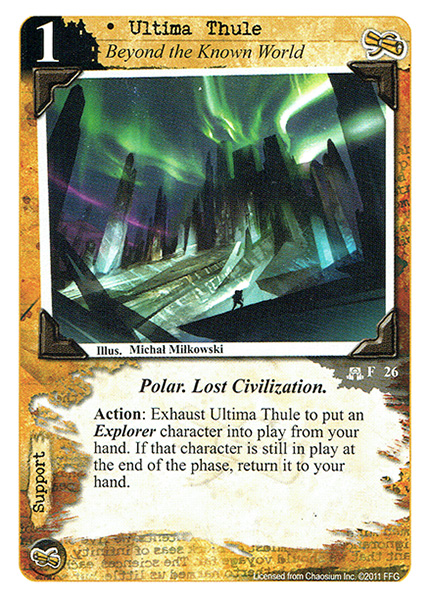 1
• Ultima Thule
Beyond the Known World
Illus. Michał Miłkowski
F 26
Polar. Lost Civilization.
Action: Exhaust Ultima Thule to put an
Explorer character into play from your
hand. If that character is still in play at
the end of the phase, return it to your
hand.
Support
Licensed from Chaosium Inc. ©2011 FFG